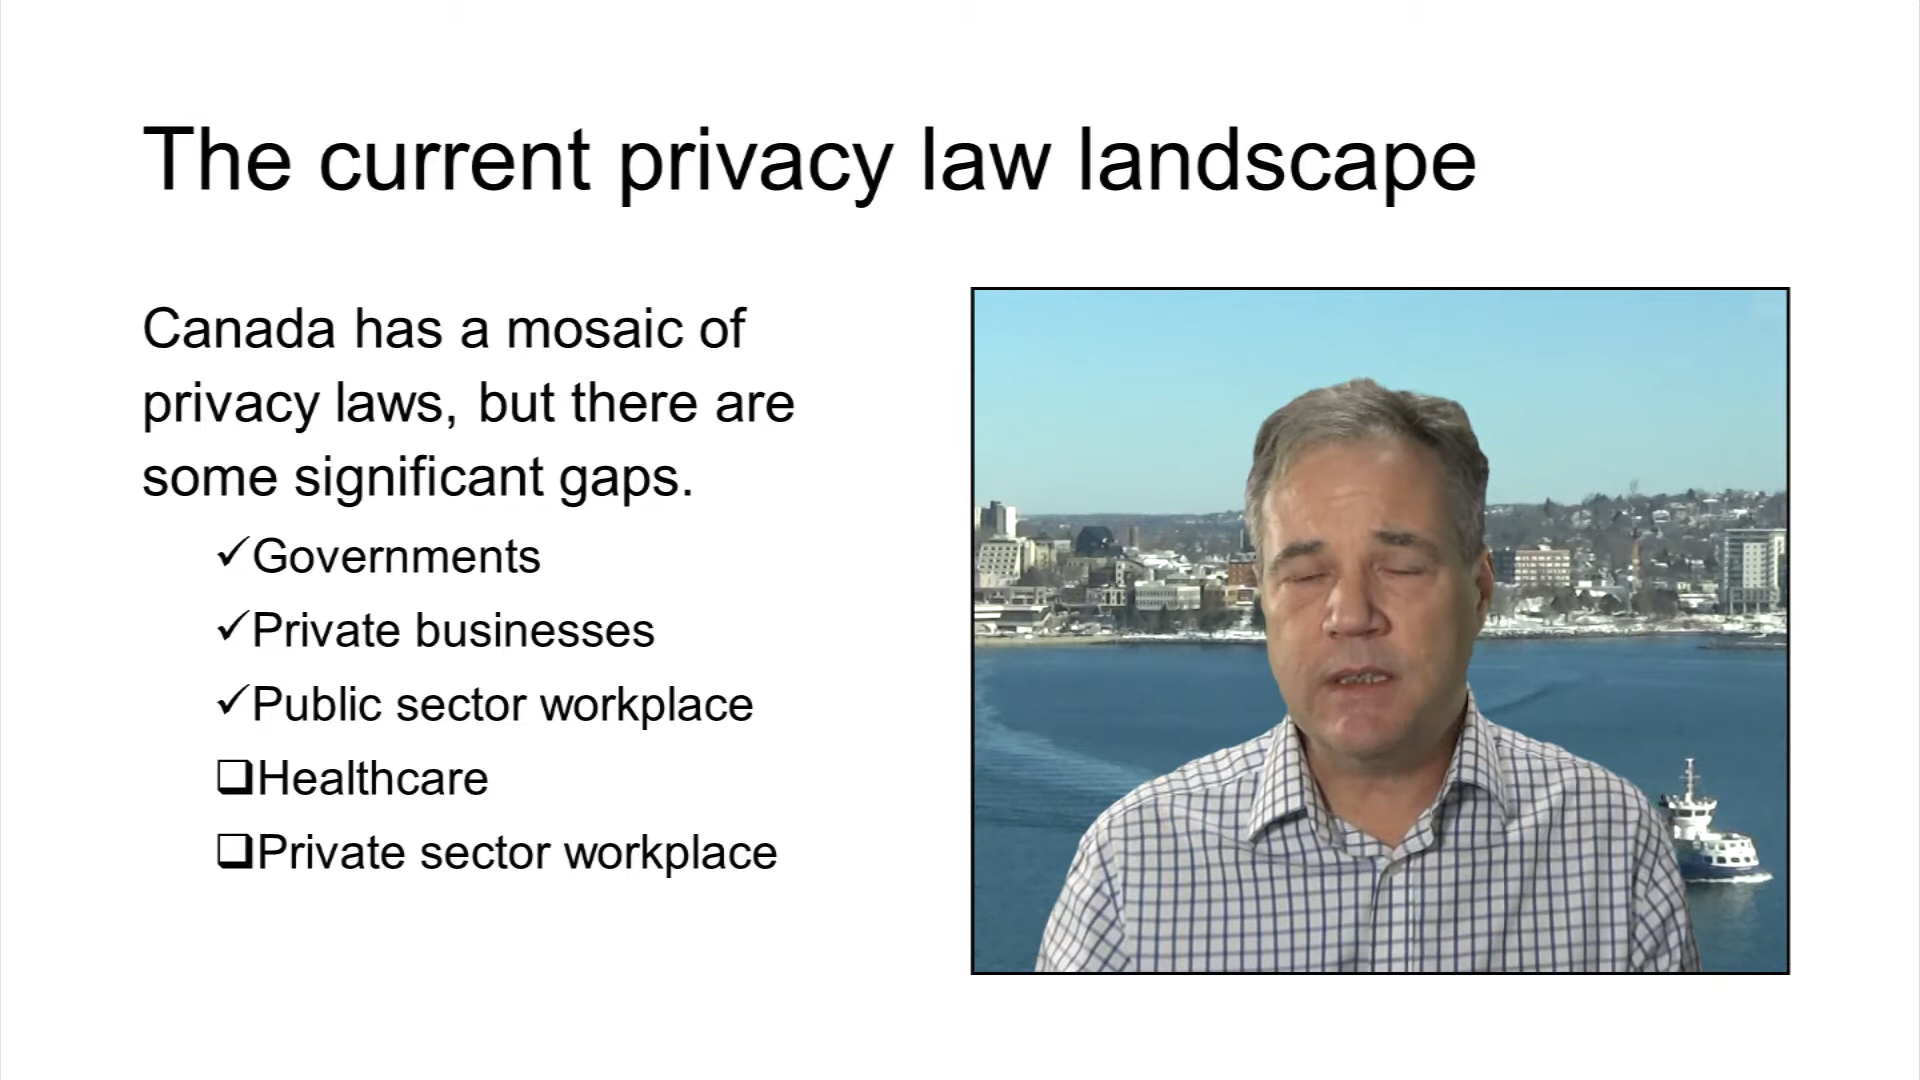 The current privacy law landscape
Canada has a mosaic of
privacy laws, but there are
some significant gaps.
✓Governments
✓Private businesses
✓Public sector workplace
❑Healthcare
❑Private sector workplace